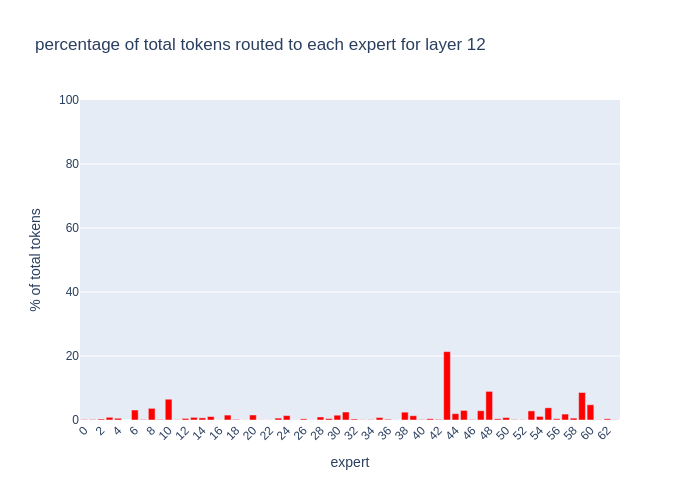 percentage of total tokens routed to each expert for layer 12
100
80
60
40
20
0
% of total tokens
0 2 4 6 8 10 12 14 16 18 20 22 24 26 28 30 32 34 36 38 40 42 44 46 48 50 52 54 56 58 60 62
expert